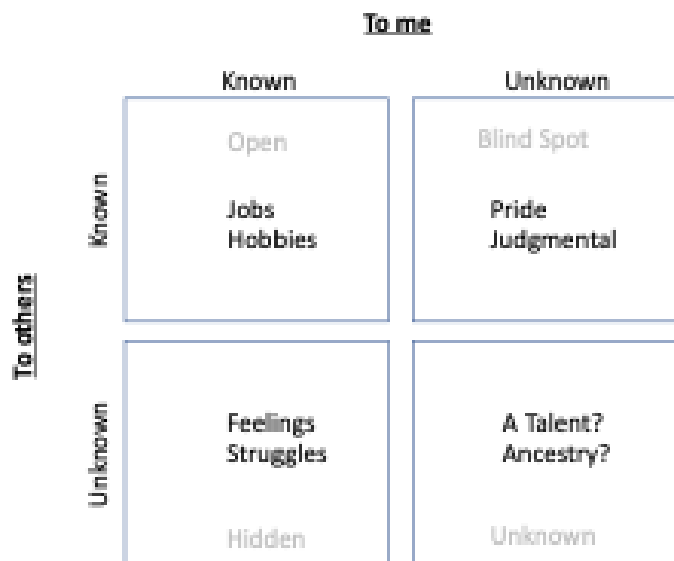 To me
Known
Unknown
To others
Known
Open
Jobs
Hobbies
Blind Spot
Pride
Judgmental
Unknown
Feelings
Struggles
Hidden
A Talent?
Ancestry?
Unknown